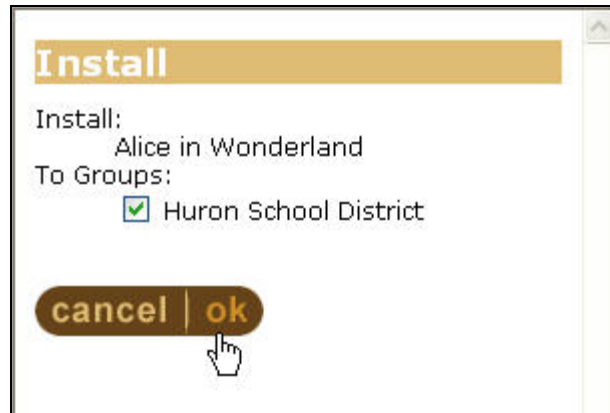 Install
Install:
Alice in Wonderland
To Groups:
Huron School District
cancel | ok